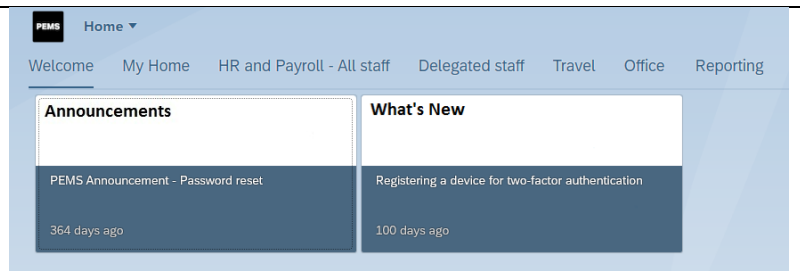 PEMS Home
Welcome My Home HR and Payroll - All staff Delegated staff Travel Office Reporting
Announcements
PEMS Announcement - Password reset
364 days ago
What's New
Registering a device for two-factor authentication
100 days ago